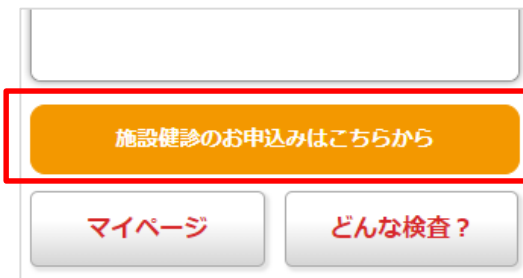 施設健診のお申込みはこちらから
マイページ
どんな検査？